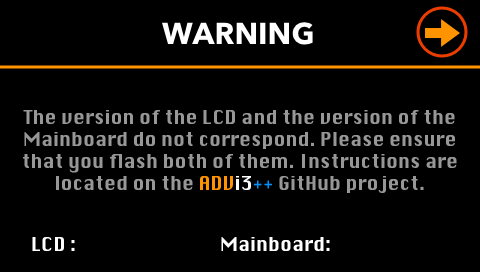 WARNING
The version of the LCD and the version of the
Mainboard do not correspond. Please ensure
that you flash both of them. Instructions are
located on the ADVi3++ GitHub project.
LCD: Mainboard: